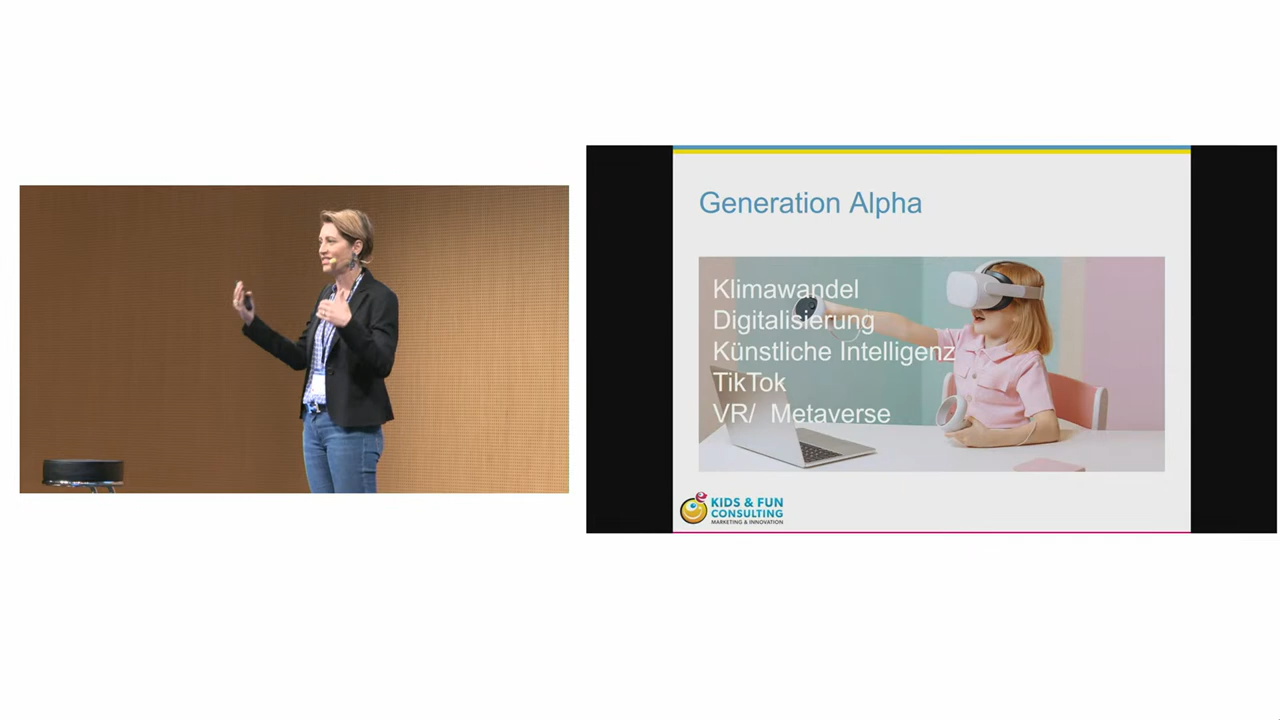 Generation Alpha
Klimawandel
Digitalisierung
Künstliche Intelligenz
TikTok
VR/ Metaverse
KIDS & FUN
CONSULTING
MARKETING & INNOVATION